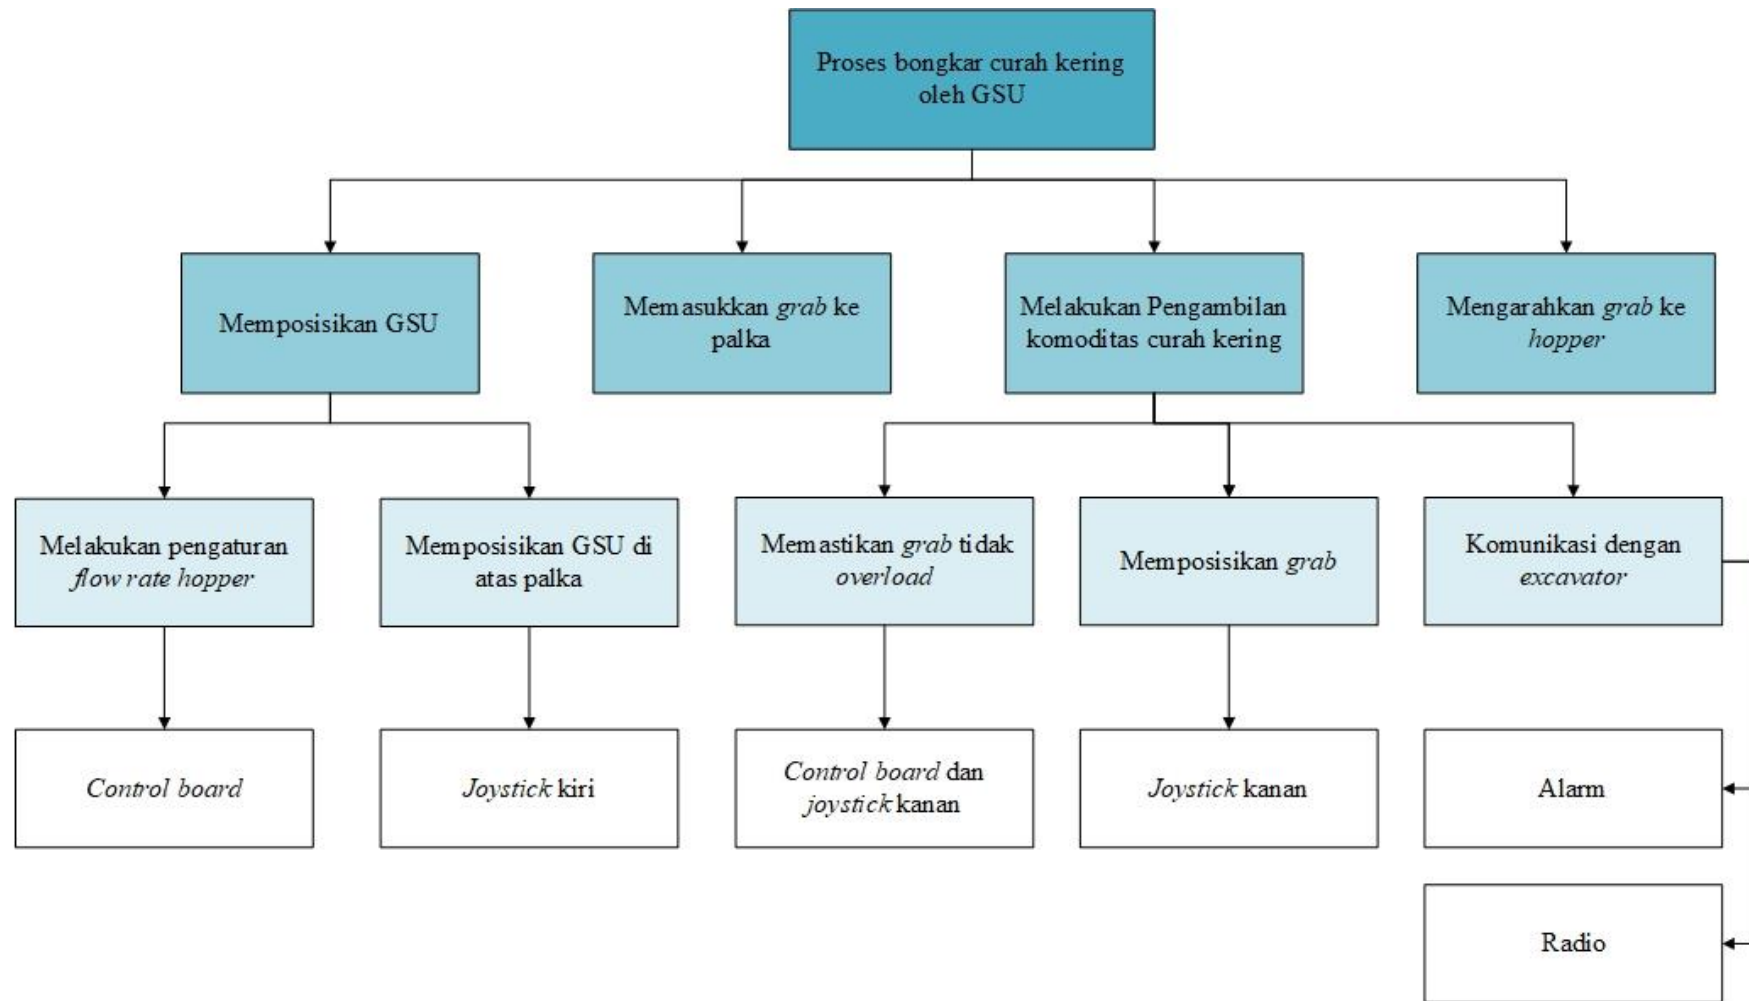 Proses bongkar curah kering
oleh GSU
Memposisikan GSU
Memasukkan grab ke
palka
Melakukan Pengambilan
komoditas curah kering
Mengarahkan grab ke
hopper
Melakukan pengaturan
flow rate hopper
Memposisikan GSU di
atas palka
Memastikan grab tidak
overload
Memposisikan grab
Komunikasi dengan
excavator
Control board
Joystick kiri
Control board dan
joystick kanan
Joystick kanan
Alarm
Radio